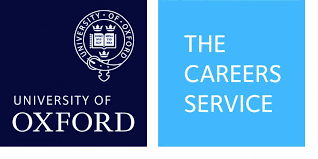 UNIVERSITY OF
OXFORD
THE
CAREERS
SERVICE